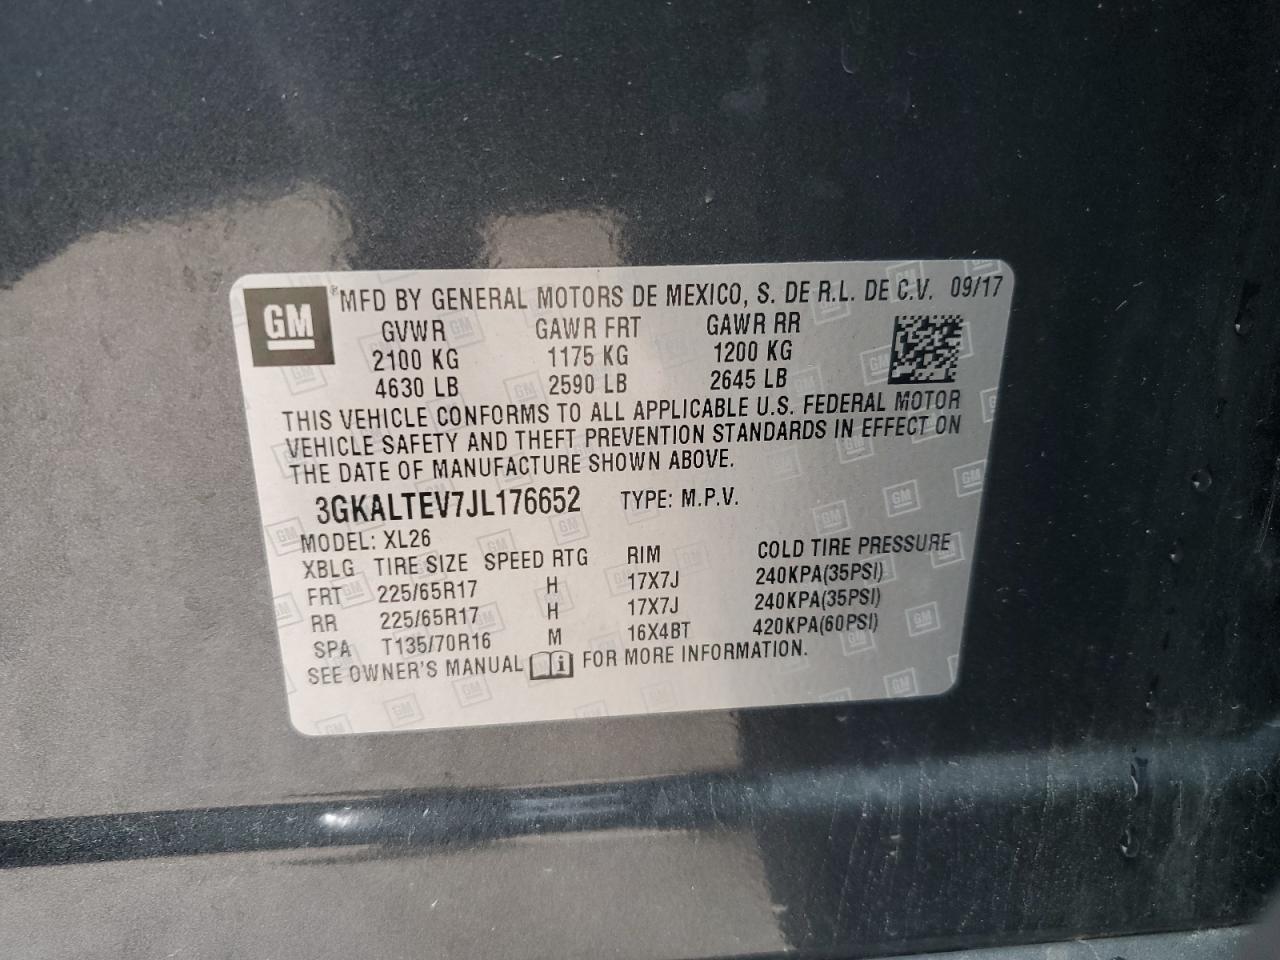 GM
®MFD BY GENERAL MOTORS DE MEXICO, S. DE R.L. DE C.V. 09/17
GVWR GAWR FRT GAWR RR
2100 KG 1175 KG 1200 KG
4630 LB 2590 LB 2645 LB
THIS VEHICLE CONFORMS TO ALL APPLICABLE U.S. FEDERAL MOTOR
VEHICLE SAFETY AND THEFT PREVENTION STANDARDS IN EFFECT ON
THE DATE OF MANUFACTURE SHOWN ABOVE.
3GKALTEV7JL176652 TYPE: M.P.V.
MODEL: XL26
XBLG TIRE SIZE SPEED RTG RIM COLD TIRE PRESSURE
FRT 225/65R17 H 17X7J 240KPA(35PSI)
RR 225/65R17 H 17X7J 240KPA(35PSI)
SPA T135/70R16 M 16X4BT 420KPA(60PSI)
SEE OWNER'S MANUAL i FOR MORE INFORMATION.